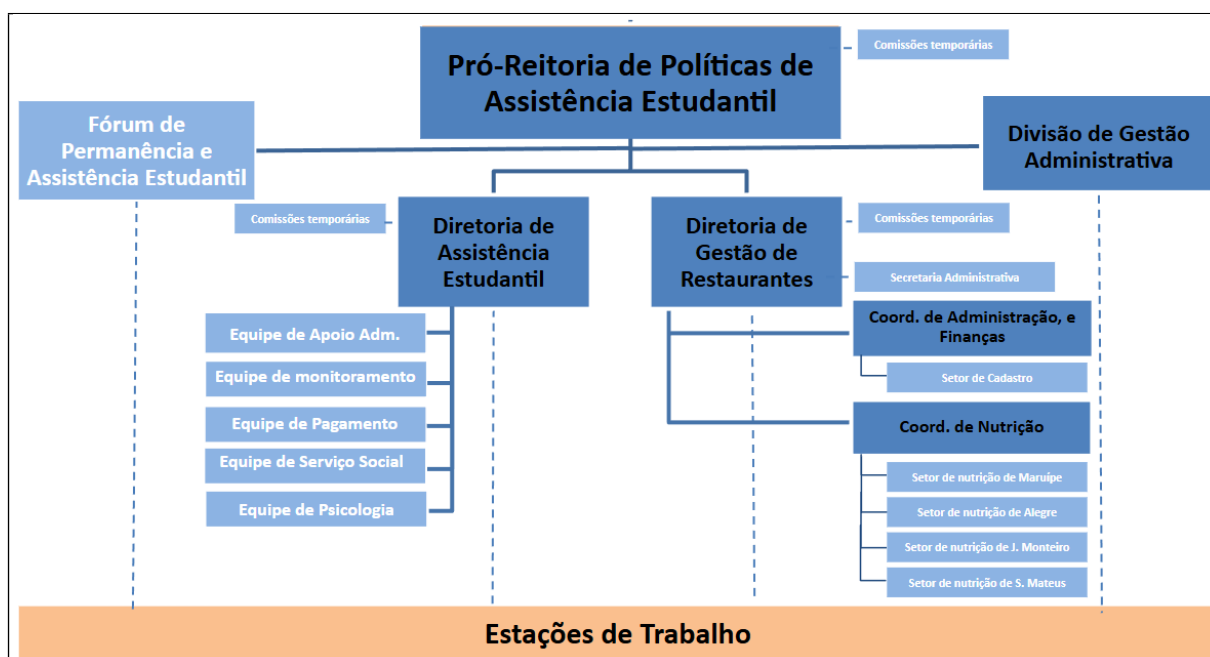 Comissões temporárias
Pró-Reitoria de Políticas de
Assistência Estudantil
Fórum de
Permanência e
Assistência Estudantil
Divisão de Gestão
Administrativa
Comissões temporárias
Diretoria de
Assistência
Estudantil
Diretoria de
Gestão de
Restaurantes
Comissões temporárias
Secretaria Administrativa
Equipe de Apoio Adm.
Equipe de monitoramento
Equipe de Pagamento
Equipe de Serviço Social
Equipe de Psicologia
Coord. de Administração, e
Finanças
Setor de Cadastro
Coord. de Nutrição
Setor de nutrição de Maruípe
Setor de nutrição de Alegre
Setor de nutrição de J. Monteiro
Setor de nutrição de S. Mateus
Estações de Trabalho